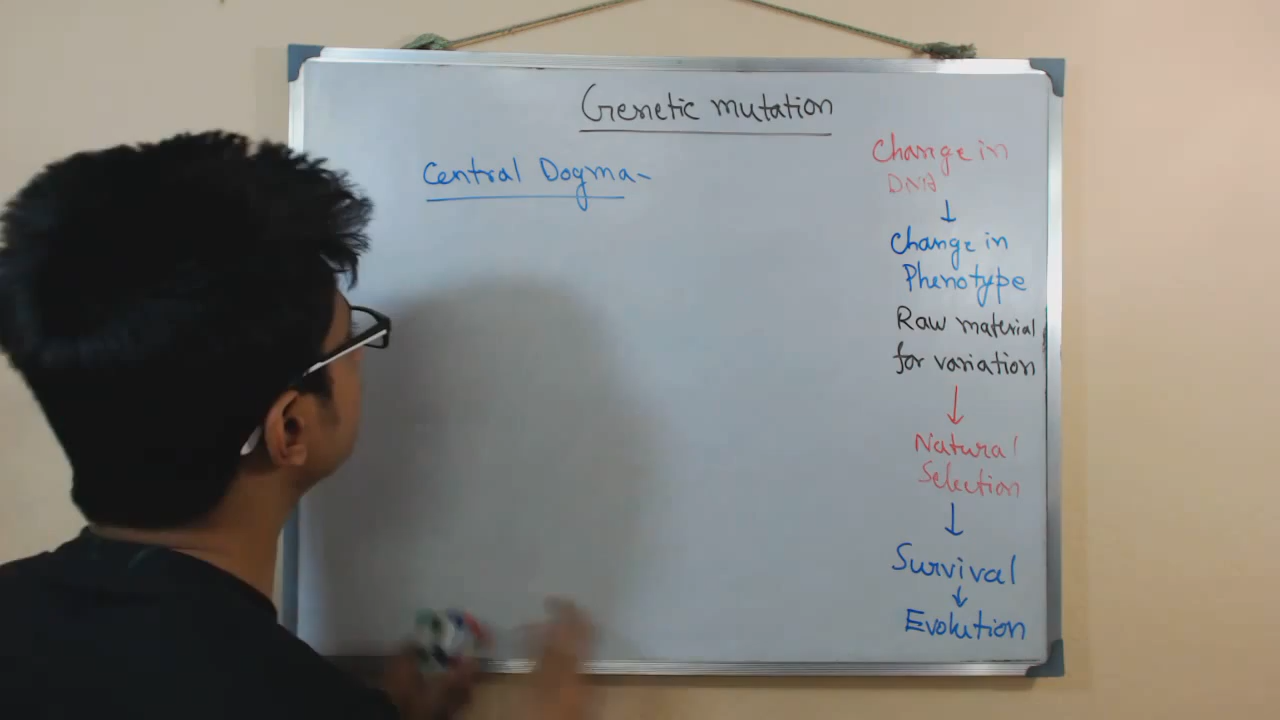 Genetic mutation
Central Dogma-
Change in
DNA
↓
Change in
Phenotype
Raw material
for variation
↓
Natural
Selection
↓
Survival
↓
Evolution